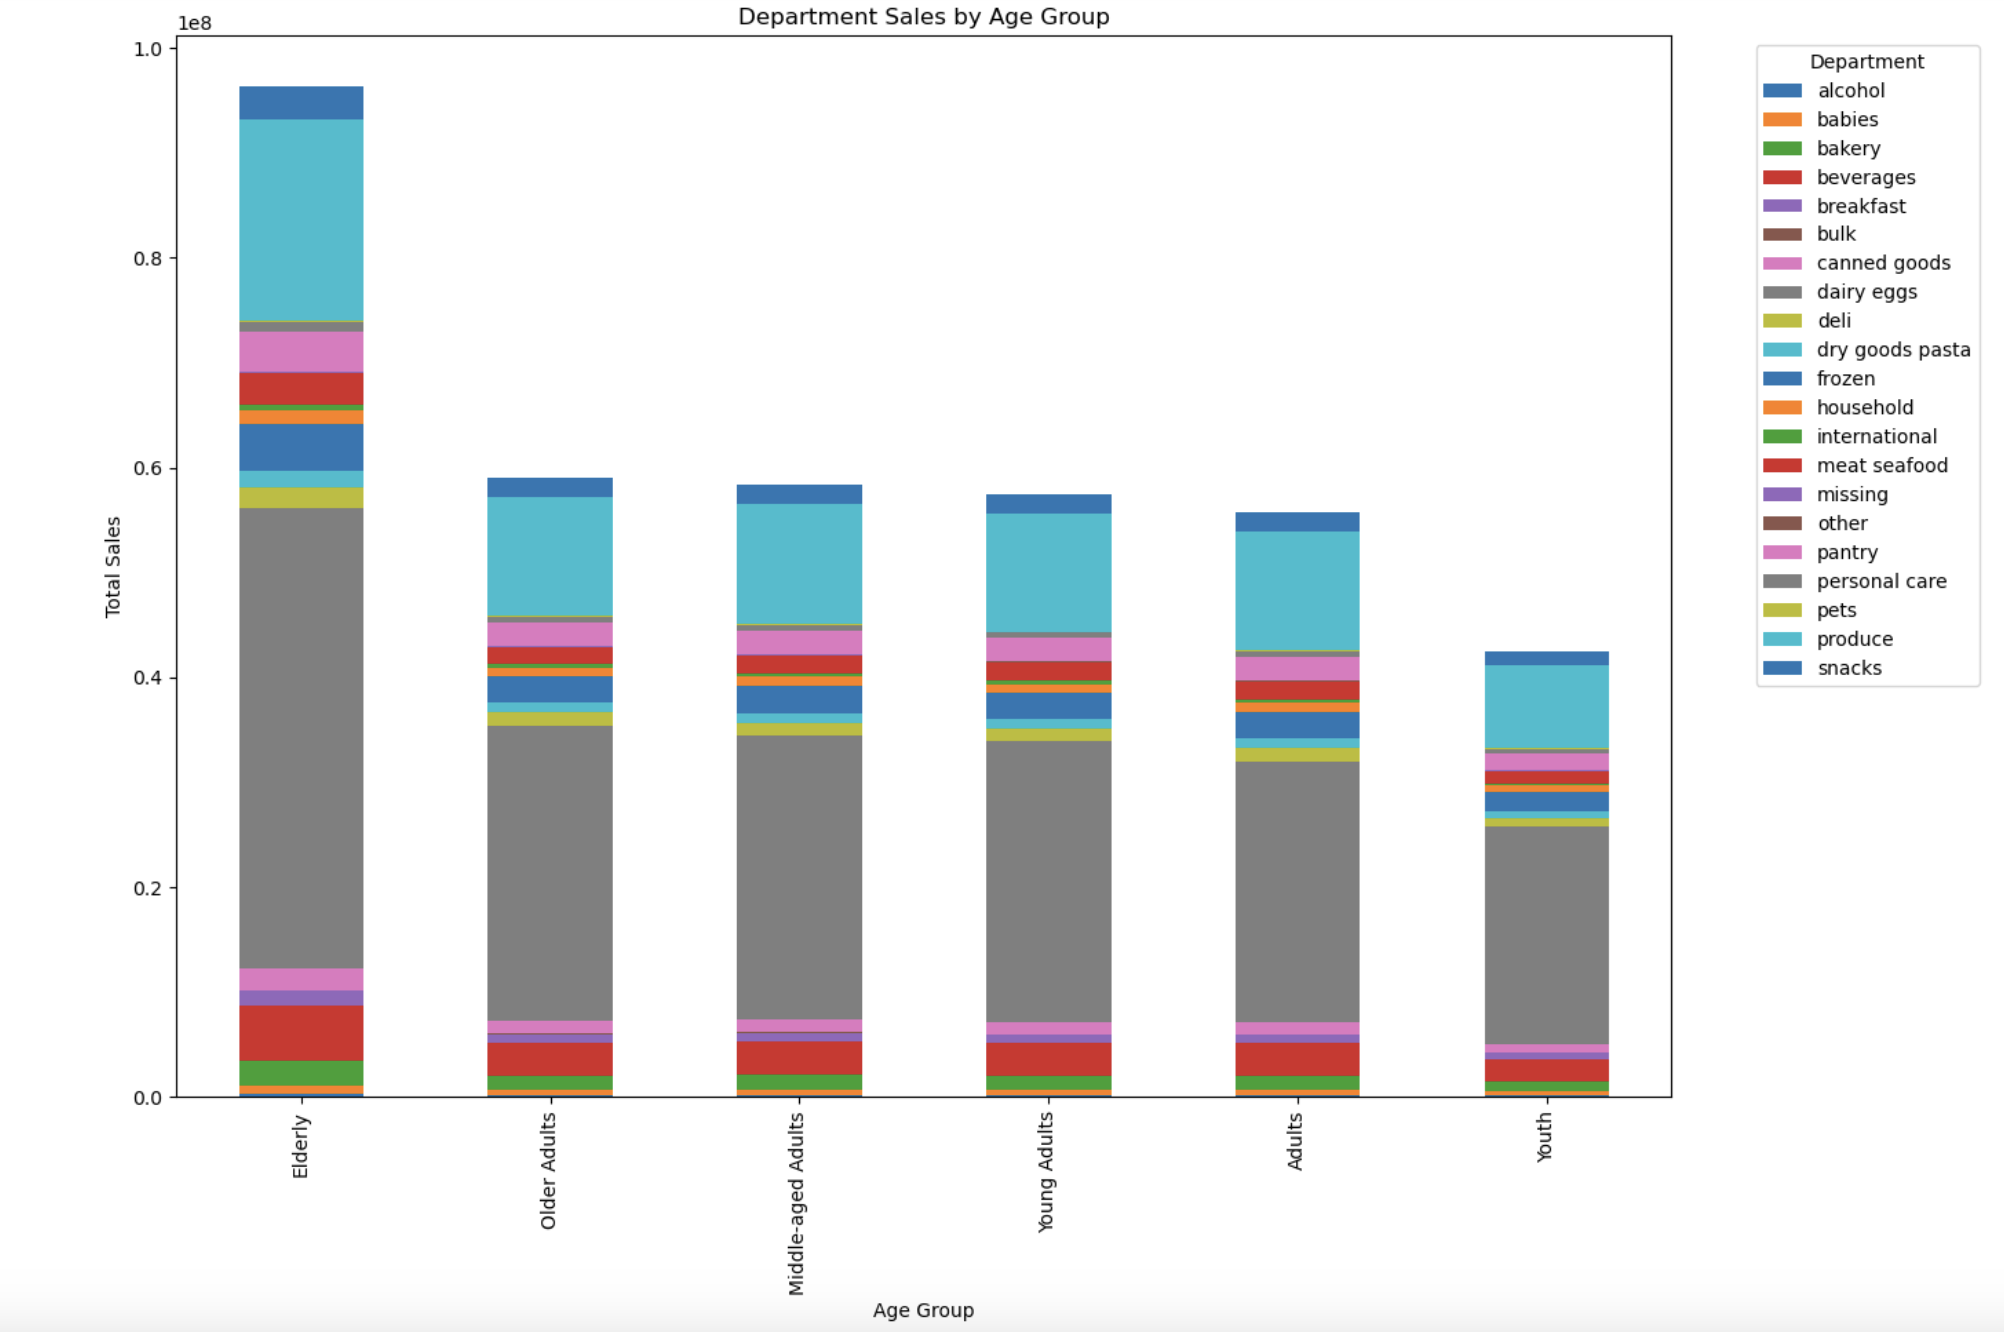 Department Sales by Age Group
1e8
1.0
0.8
0.6
0.4
0.2
0.0
Total Sales
Elderly
Older Adults
Middle-aged Adults
Young Adults
Adults
Youth
Age Group
Department
alcohol
babies
bakery
beverages
breakfast
bulk
canned goods
dairy eggs
deli
dry goods pasta
frozen
household
international
meat seafood
missing
other
pantry
personal care
pets
produce
snacks